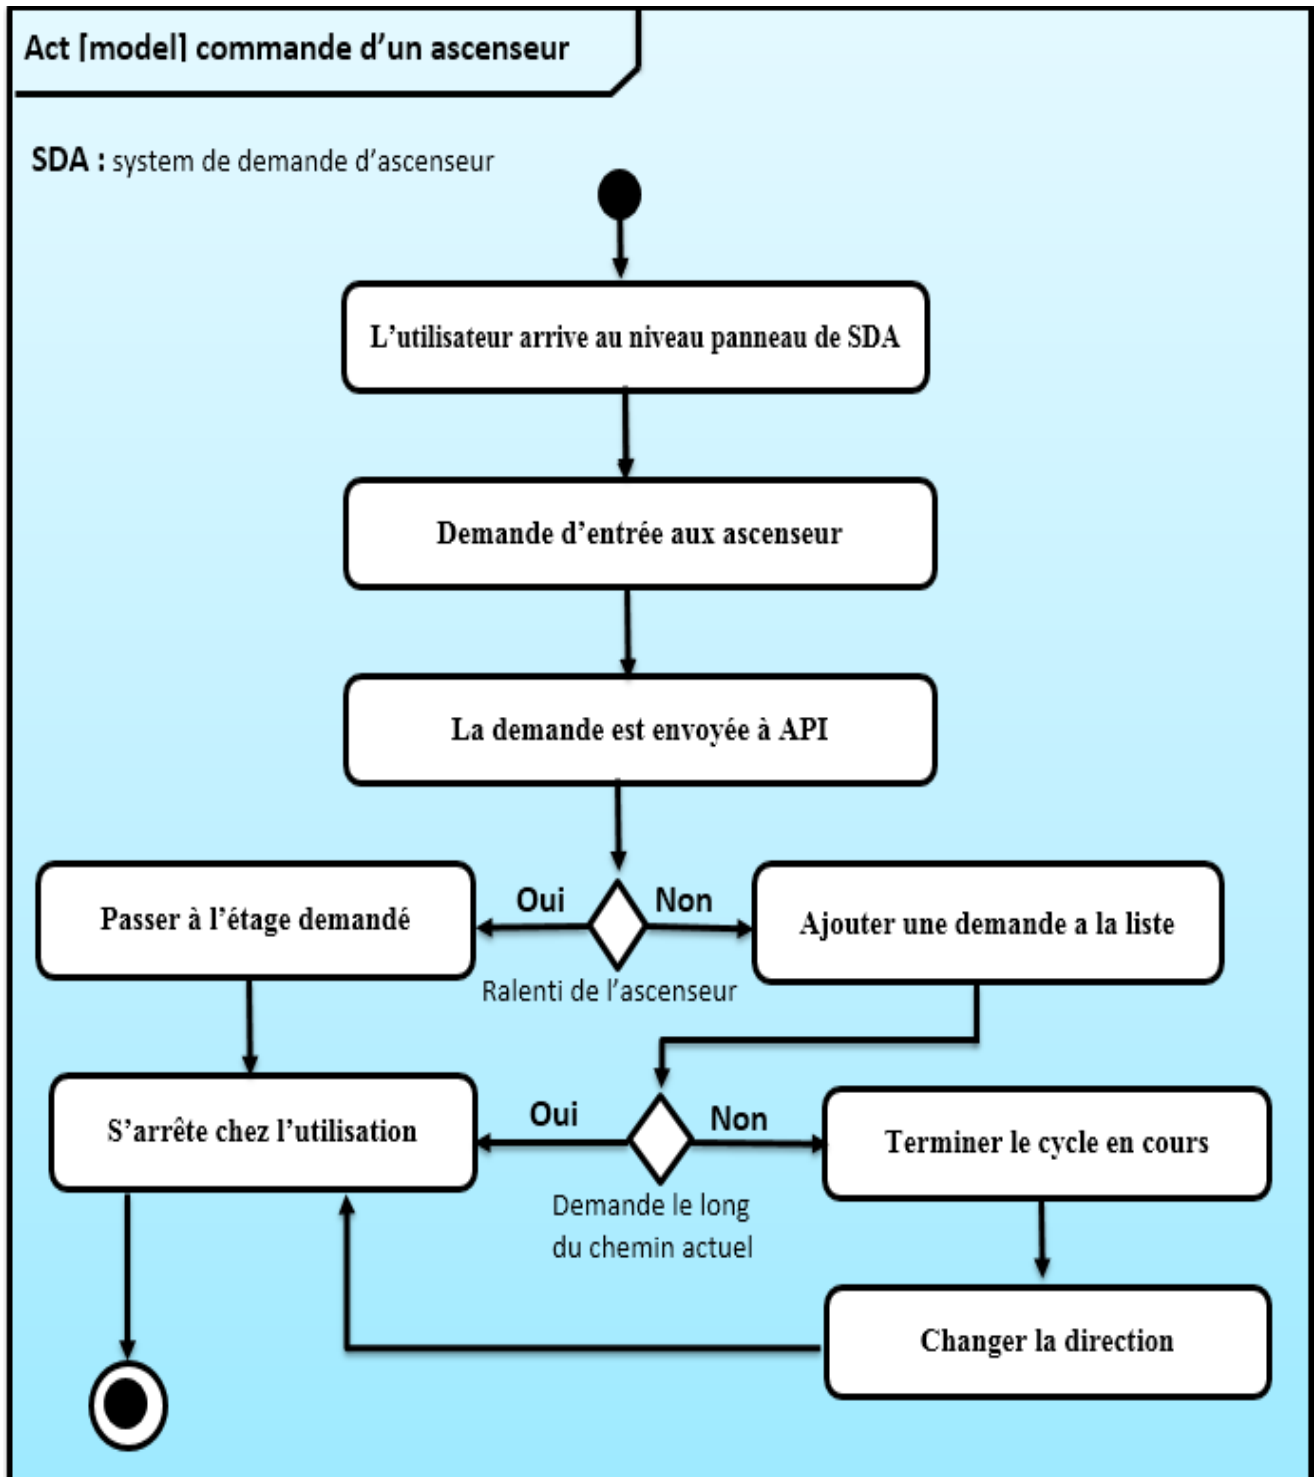 Act [model] commande d’un ascenseur
SDA : system de demande d’ascenseur
L’utilisateur arrive au niveau panneau de SDA
Demande d’entrée aux ascenseur
La demande est envoyée à API
Oui
Non
Passer à l’étage demandé
Ajouter une demande a la liste
Ralenti de l’ascenseur
Oui
Non
S’arrête chez l’utilisation
Terminer le cycle en cours
Demande le long
du chemin actuel
Changer la direction